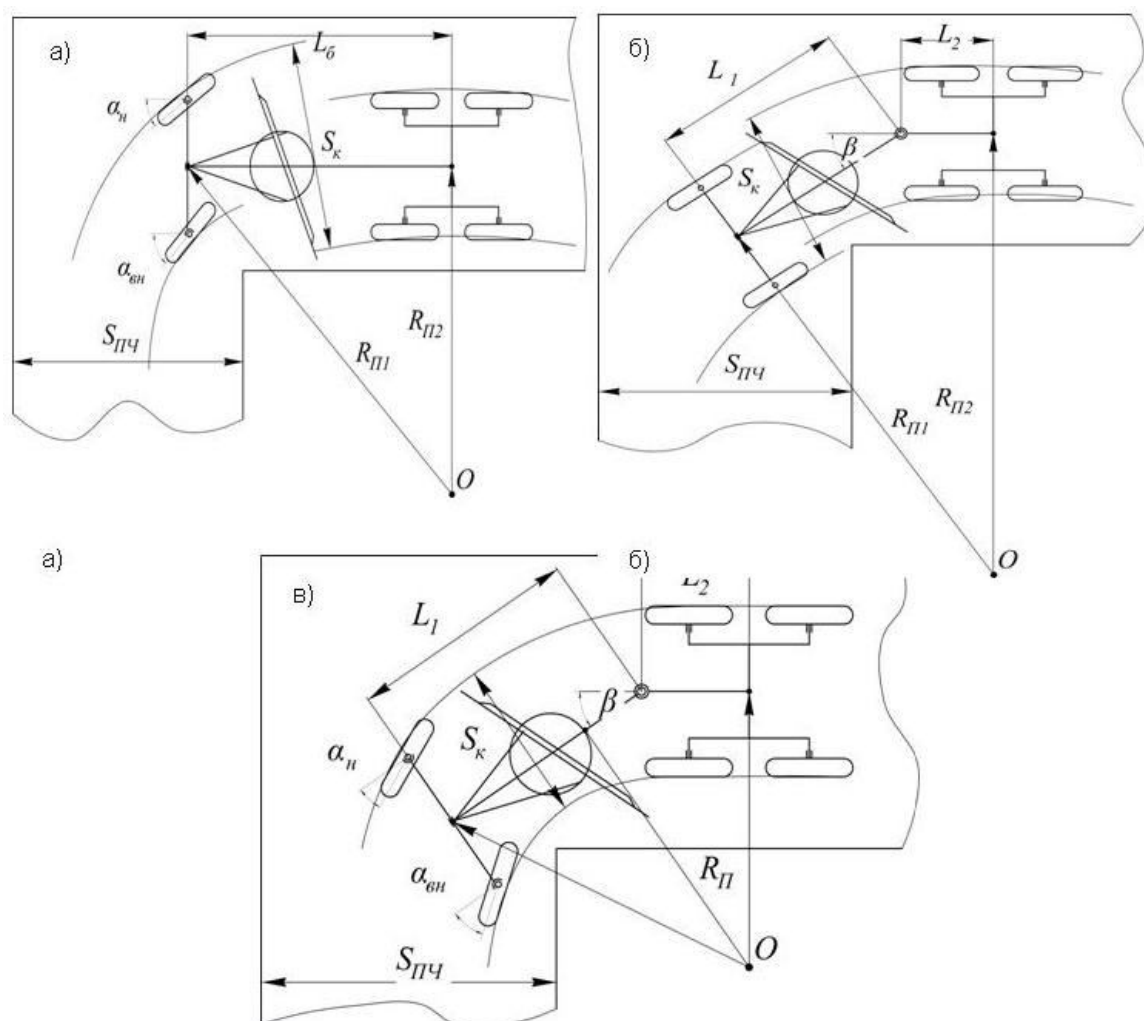 а)
L_б
α_н
S_к
α_вн
S_ПЧ
R_П1
R_П2
O
б)
L_2
L_1
β
S_к
S_ПЧ
R_П1
R_П2
O
а)
б)
в)
L_2
L_1
β
S_к
α_н
α_вн
R_П
S_ПЧ
O